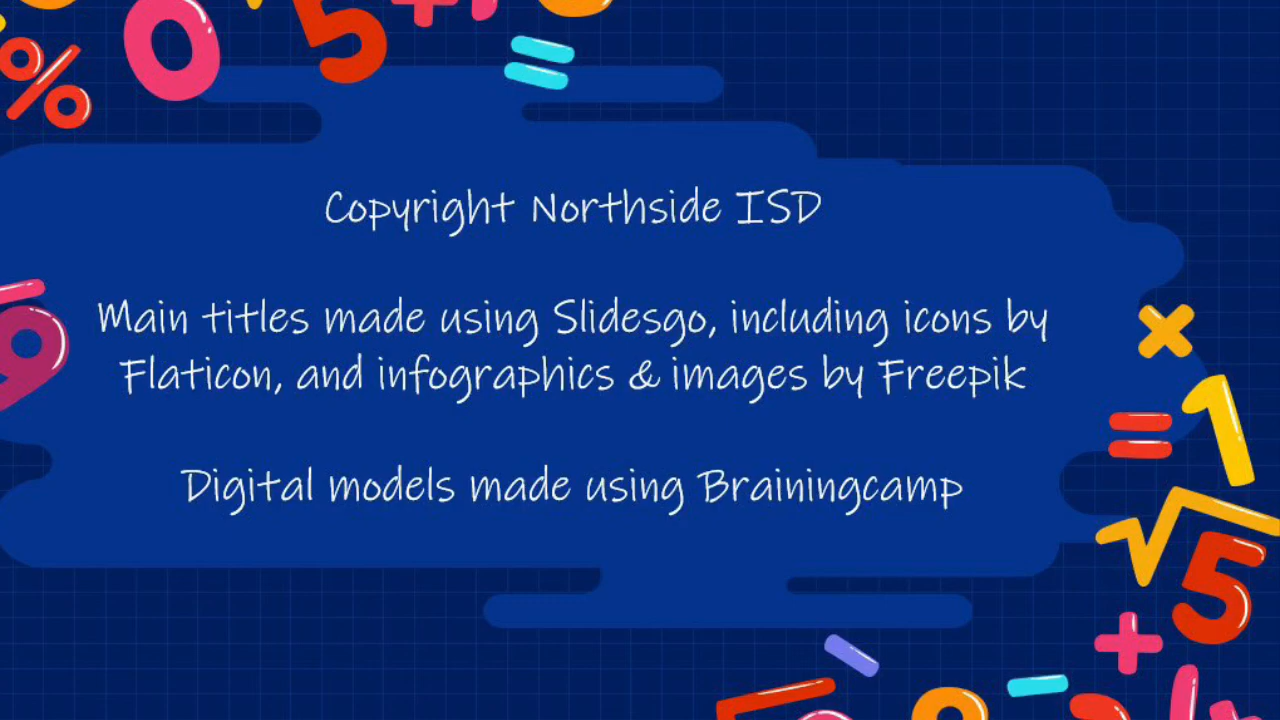 Copyright Northside ISD
Main titles made using Slidesgo, including icons by
Flaticon, and infographics & images by Freepik
Digital models made using Brainingcamp